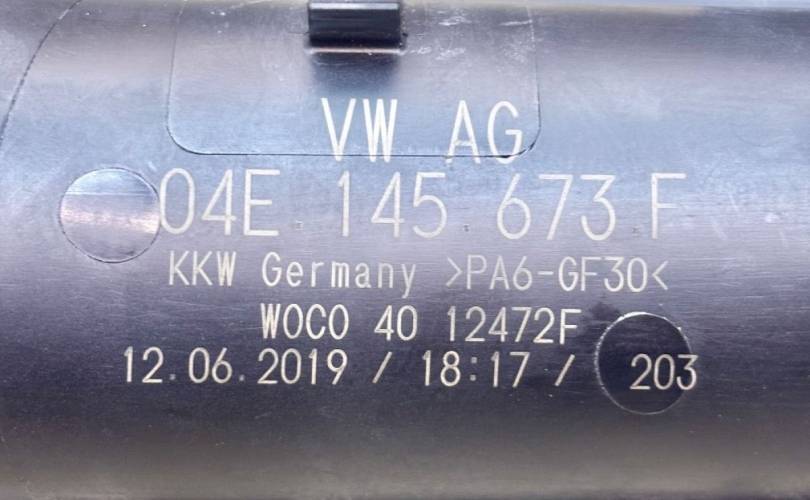 VW AG
04E.145.673.F
KKW Germany >PA6-GF30<
WOCO 40 12472F
12.06.2019 / 18:17 / 203